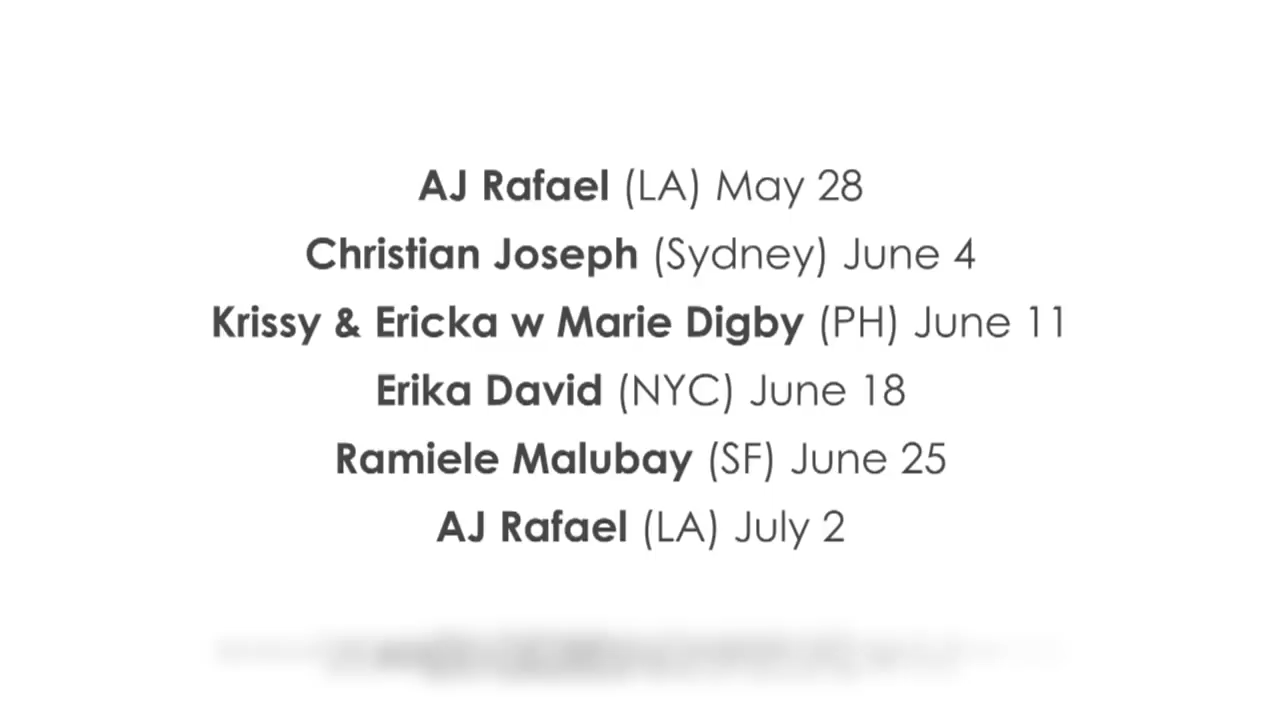 AJ Rafael (LA) May 28
Christian Joseph (Sydney) June 4
Krissy & Ericka w Marie Digby (PH) June 11
Erika David (NYC) June 18
Ramiele Malubay (SF) June 25
AJ Rafael (LA) July 2